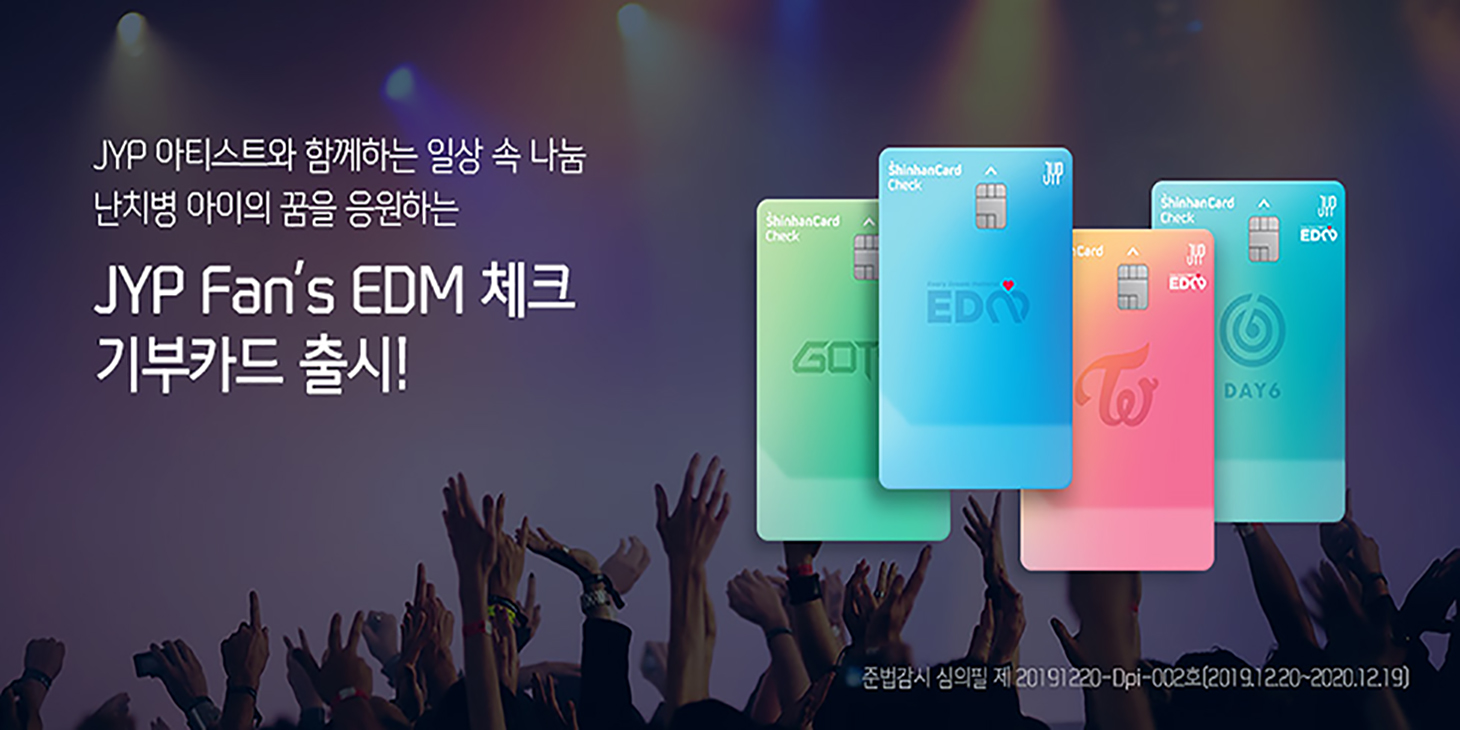 JYP 아티스트와 함께하는 일상 속 나눔
난치병 아이의 꿈을 응원하는
JYP Fan's EDM 체크
기부카드 출시!
ShinhanCard
Check
GOT
ShinhanCard
Check
JYP
EDM
Card
JYP
EDM
TW
ShinhanCard
Check
JYP
EDM
DAY6
준법감시 심의필 제 20191220-Dpi-002호(2019.12.20~2020.12.19)